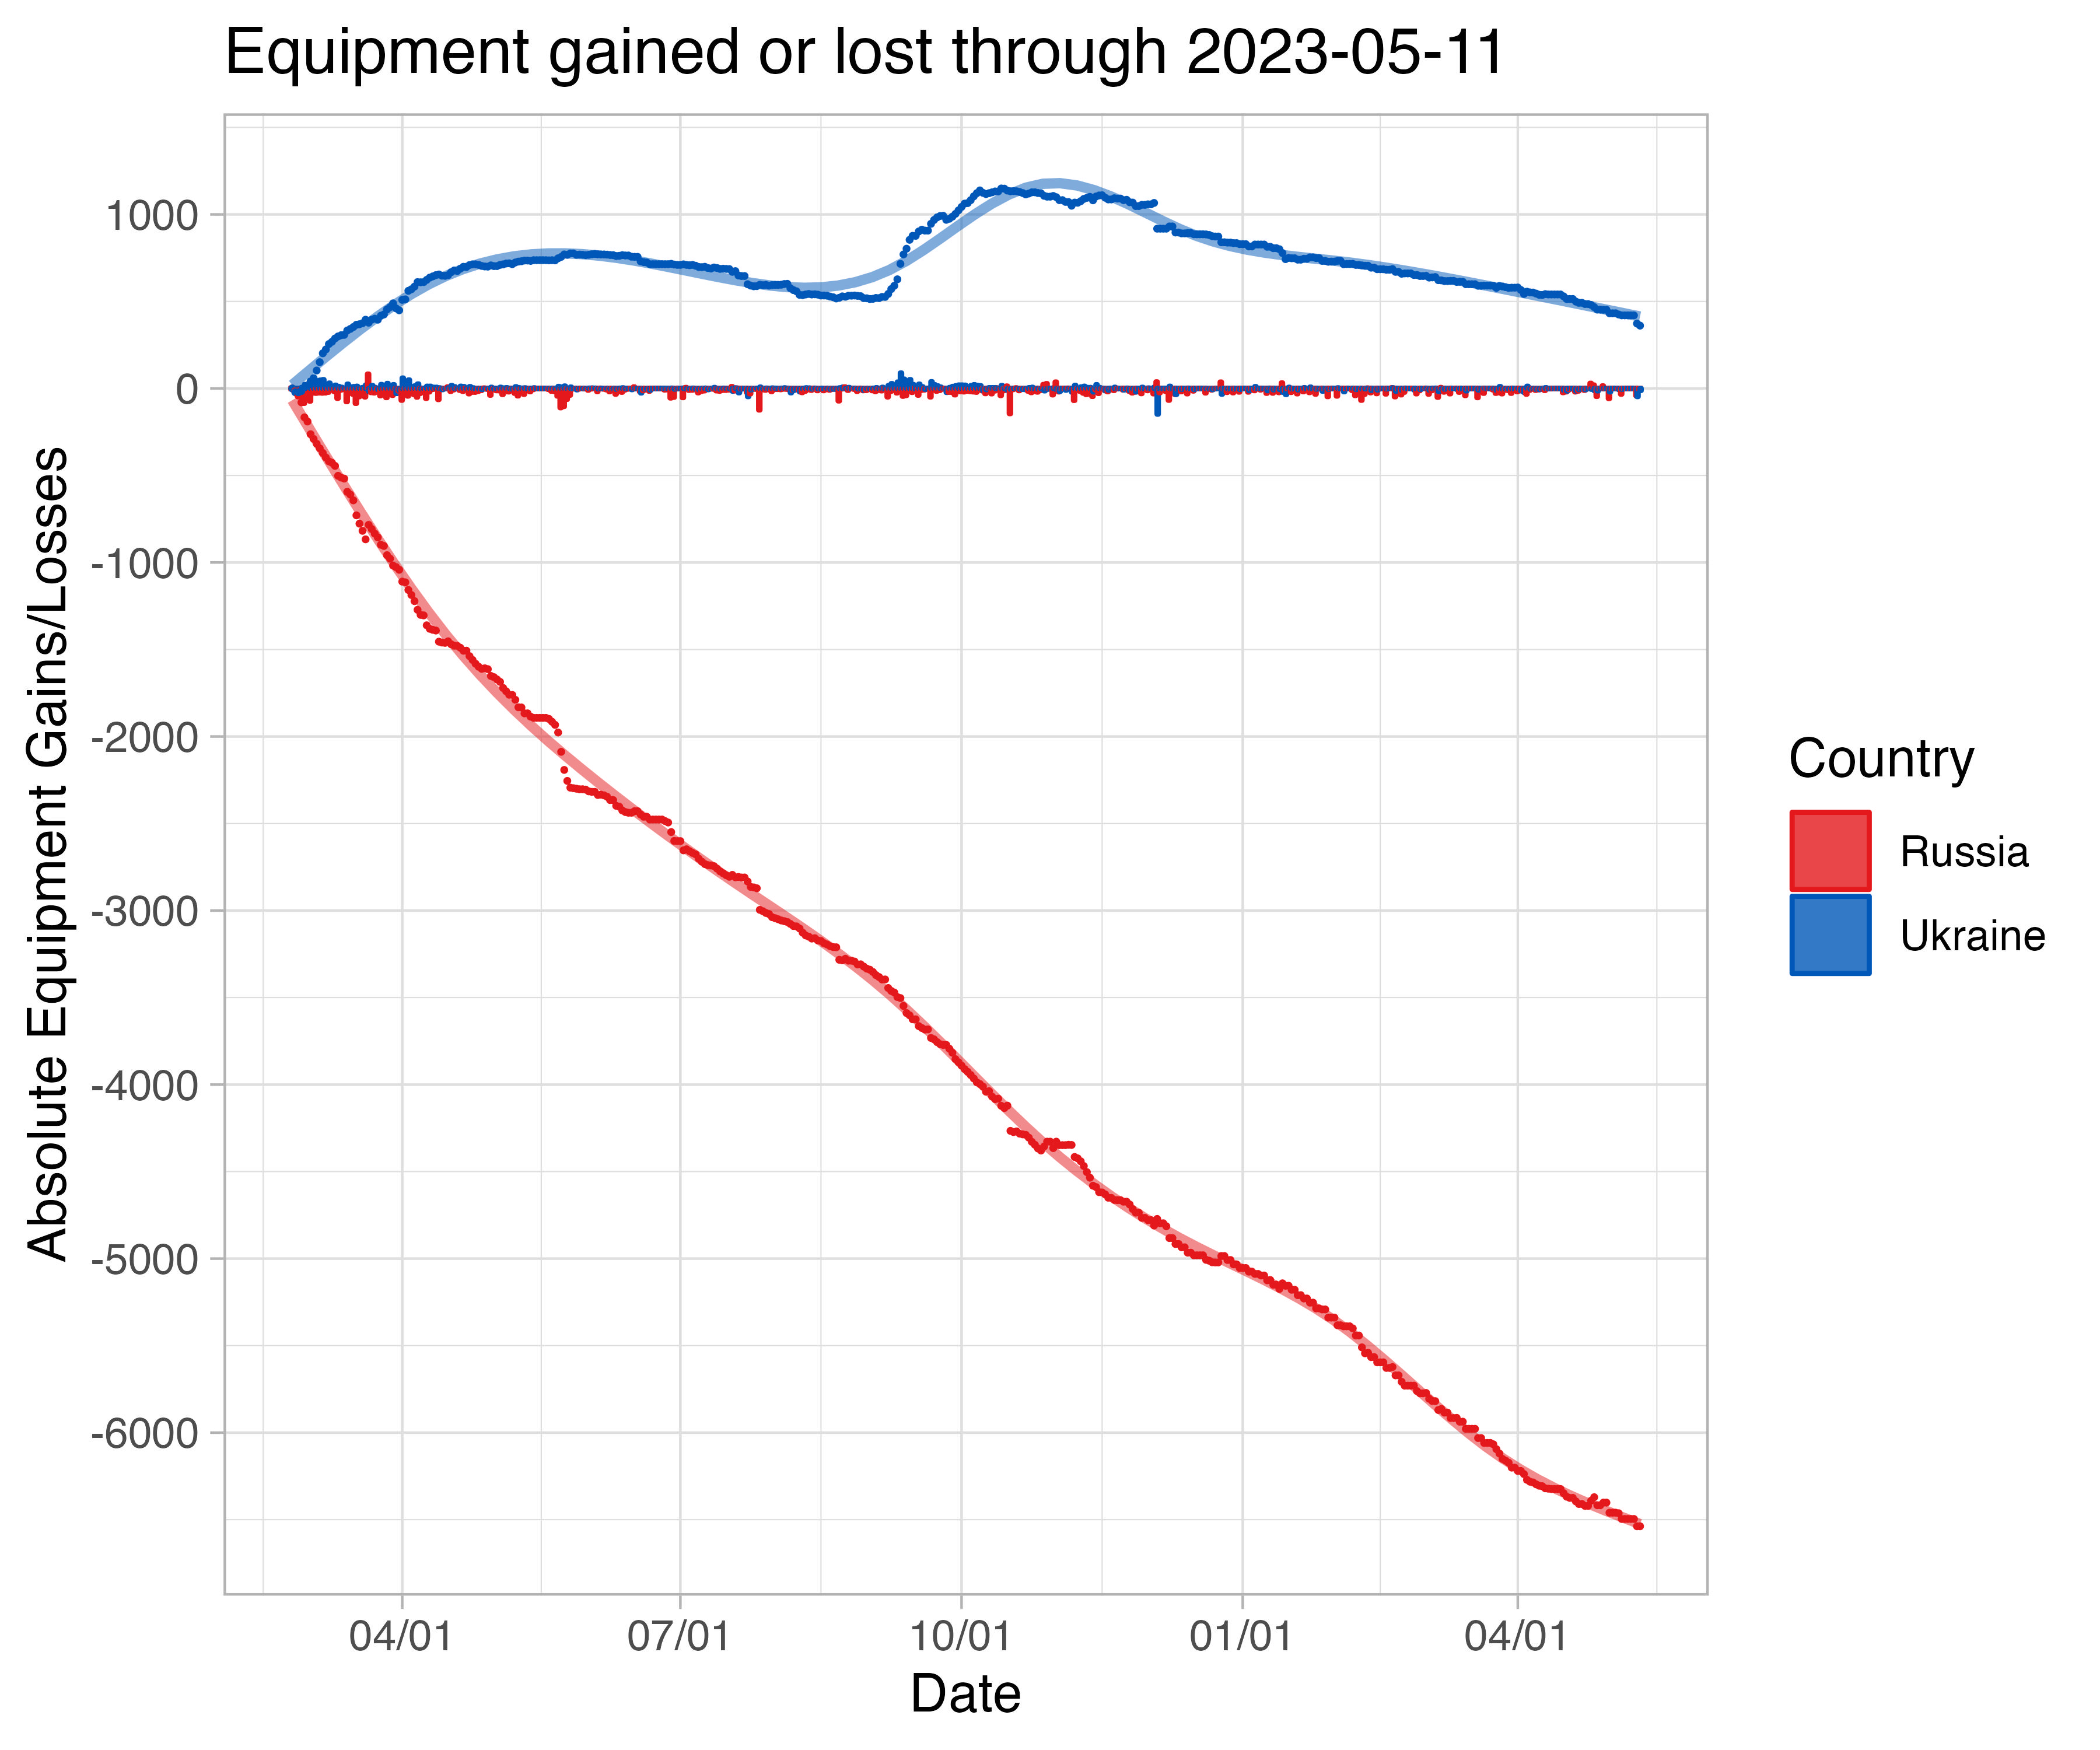 Equipment gained or lost through 2023-05-11
Absolute Equipment Gains/Losses
1000
0
-1000
-2000
-3000
-4000
-5000
-6000
04/01
07/01
10/01
01/01
04/01
Date
Country
Russia
Ukraine